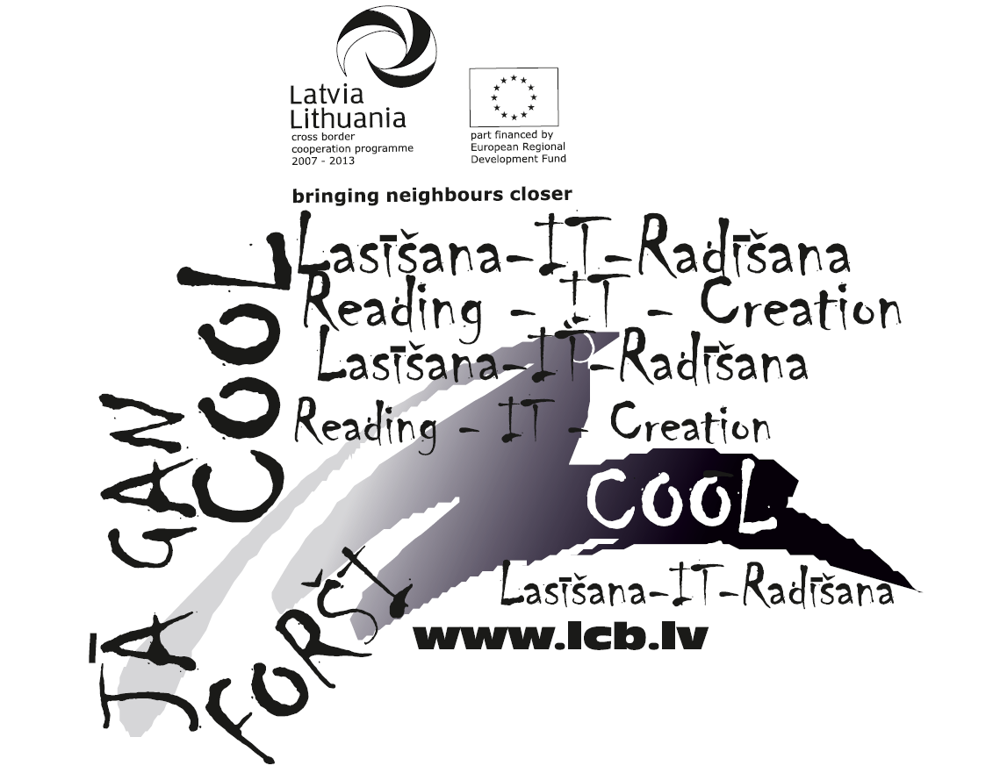 Latvia
Lithuania
cross border
cooperation programme
2007 - 2013
part financed by
European Regional
Development Fund
bringing neighbours closer
Lasīšana-IT-Radīšana
Reading - IT - Creation
Lasīšana-IT-Radīšana
Reading - IT - Creation
COOL
JĀ GAN
COOL
FORŠI
Lasīšana-IT-Radīšana
www.lcb.lv